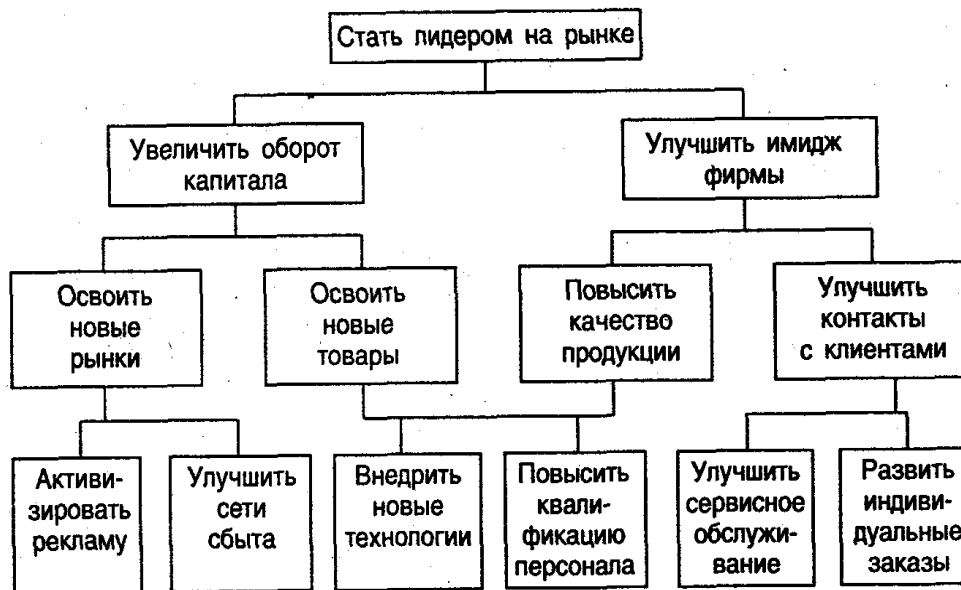 Стать лидером на рынке
Увеличить оборот
капитала
Улучшить имидж
фирмы
Освоить
новые
рынки
Освоить
новые
товары
Повысить
качество
продукции
Улучшить
контакты
с клиентами
Активи-
зировать
рекламу
Улучшить
сети
сбыта
Внедрить
новые
технологии
Повысить
квали-
фикацию
персонала
Улучшить
сервисное
обслужи-
вание
Развить
индиви-
дуальные
заказы